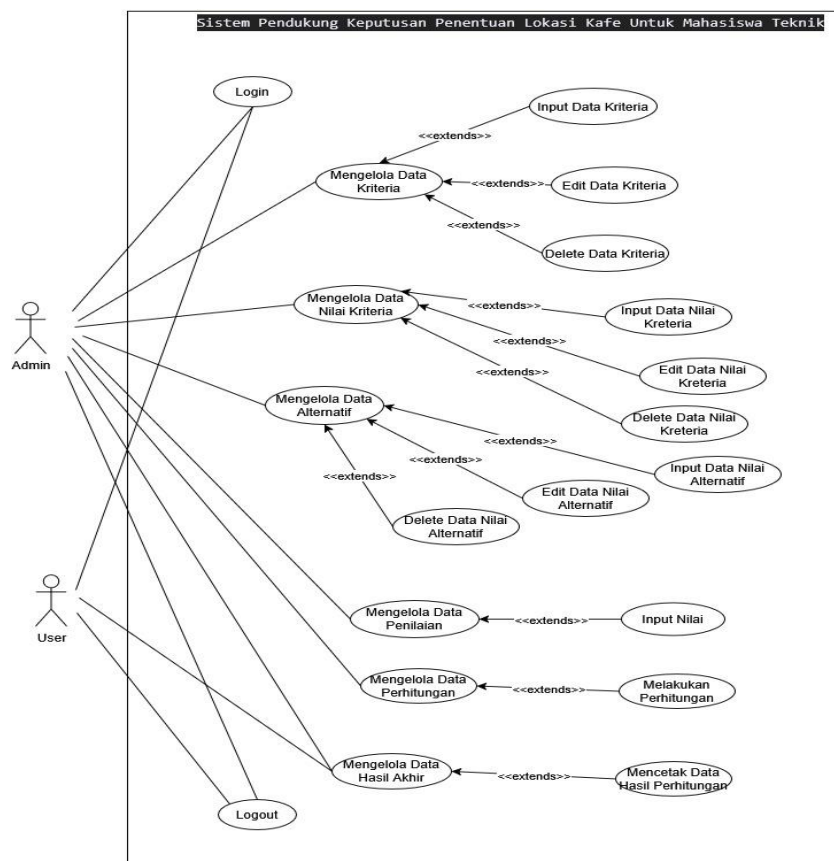 Sistem Pendukung Keputusan Penentuan Lokasi Kafe Untuk Mahasiswa Teknik
Login
Input Data Kriteria
<<extends>>
Mengelola Data
Kriteria
<<extends>>
Edit Data Kriteria
<<extends>>
Delete Data Kriteria
Admin
Mengelola Data
Nilai Kriteria
<<extends>>
Input Data Nilai
Kreteria
<<extends>>
Edit Data Nilai
Kreteria
<<extends>>
Delete Data Nilai
Kreteria
Mengelola Data
Alternatif
<<extends>>
Input Data Nilai
Alternatif
<<extends>>
Edit Data Nilai
Alternatif
<<extends>>
Delete Data Nilai
Alternatif
User
Mengelola Data
Penilaian
<<extends>>
Input Nilai
Mengelola Data
Perhitungan
<<extends>>
Melakukan
Perhitungan
Mengelola Data
Hasil Akhir
<<extends>>
Mencetak Data
Hasil Perhitungan
Logout